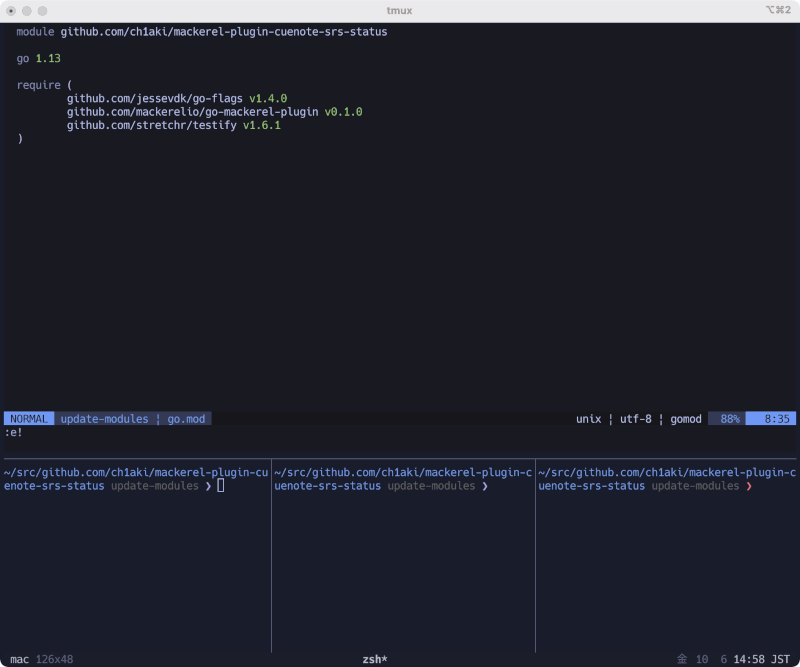 tmux
⌥⌘2
module github.com/ch1aki/mackerel-plugin-cuenote-srs-status
go 1.13
require (
github.com/jessevdk/go-flags v1.4.0
github.com/mackerelio/go-mackerel-plugin v0.1.0
github.com/stretchr/testify v1.6.1
)
NORMAL update-modules ¦ go.mod unix ¦ utf-8 ¦ gomod 88% 8:35
:e!
~/src/github.com/ch1aki/mackerel-plugin-cu
enote-srs-status update-modules ❯
~/src/github.com/ch1aki/mackerel-plugin-c
uenote-srs-status update-modules ❯
~/src/github.com/ch1aki/mackerel-plugin-c
uenote-srs-status update-modules ❯
mac 126x48 zsh* 金 10 6 14:58 JST